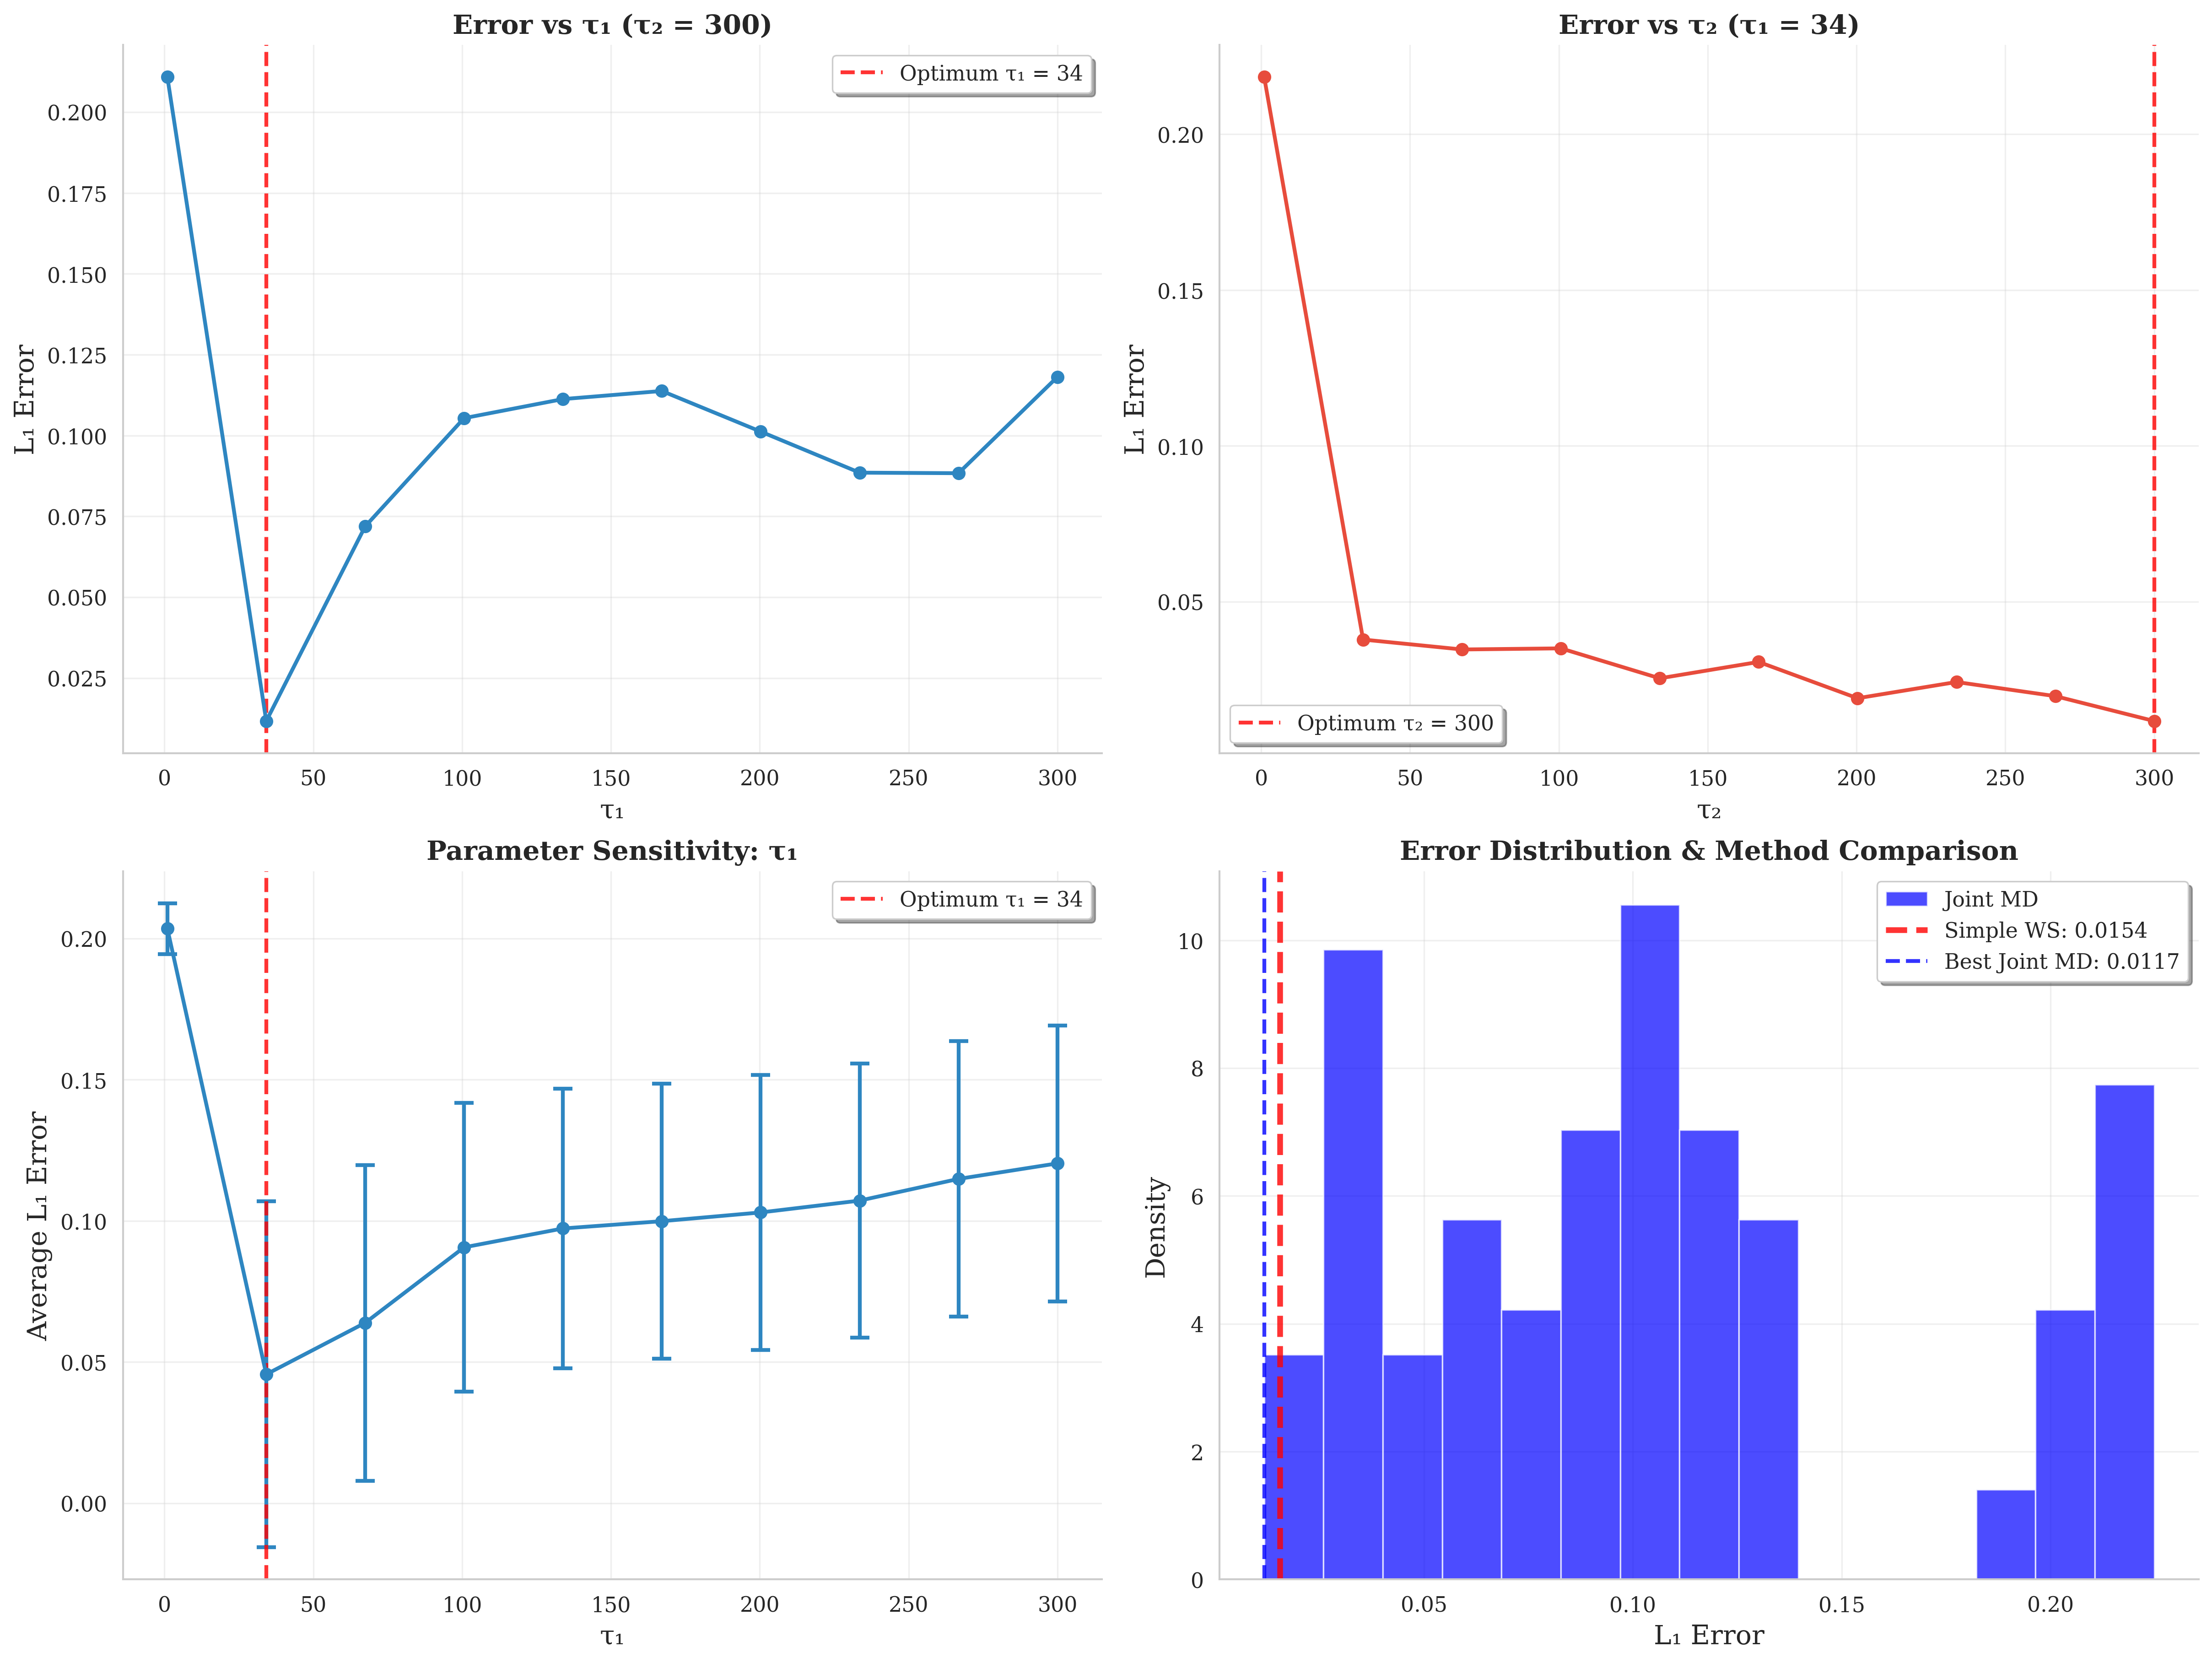 Error vs τ₁ (τ₂ = 300)
Optimum τ₁ = 34
L₁ Error
0.200
0.175
0.150
0.125
0.100
0.075
0.050
0.025
0 50 100 150 200 250 300
τ₁
Error vs τ₂ (τ₁ = 34)
L₁ Error
0.20
0.15
0.10
0.05
Optimum τ₂ = 300
0 50 100 150 200 250 300
τ₂
Parameter Sensitivity: τ₁
Optimum τ₁ = 34
Average L₁ Error
0.20
0.15
0.10
0.05
0.00
0 50 100 150 200 250 300
τ₁
Error Distribution & Method Comparison
Joint MD
Simple WS: 0.0154
Best Joint MD: 0.0117
Density
10
8
6
4
2
0
0.05 0.10 0.15 0.20
L₁ Error